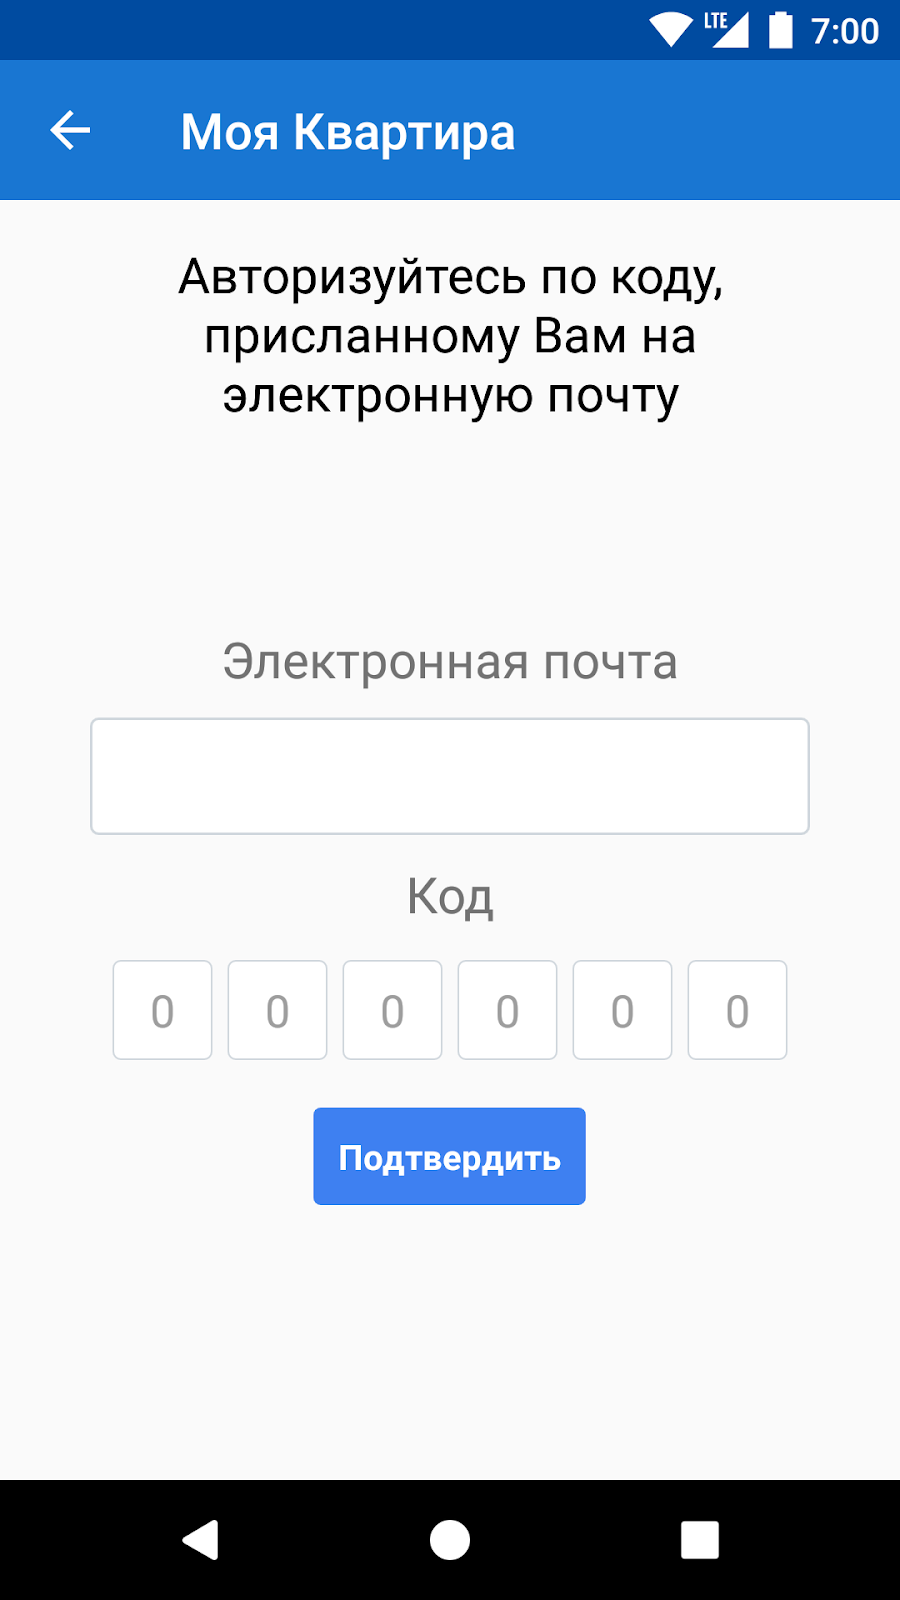 LTE 7:00
Моя Квартира
Авторизуйтесь по коду,
присланному Вам на
электронную почту
Электронная почта
Код
0 0 0 0 0 0
Подтвердить